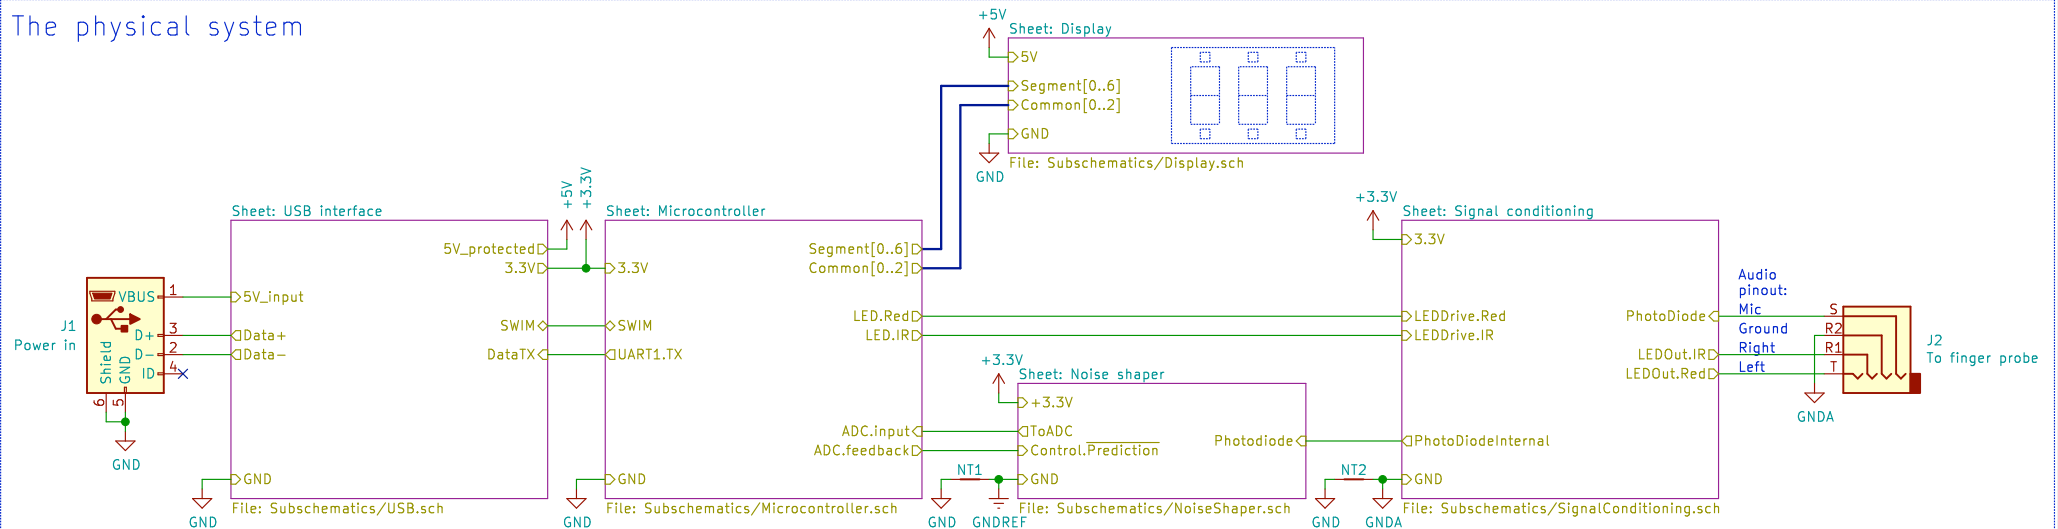 The physical system
+5V
Sheet: Display
5V
Segment[0..6]
Common[0..2]
GND
GND
File: Subschematics/Display.sch
+5V
+3.3V
+3.3V
Sheet: USB interface
5V_protected
3.3V
5V_input
Data+
Data-
SWIM
DataTX
GND
GND
File: Subschematics/USB.sch
J1
Power in
VBUS
D+
D-
ID
Shield
GND
1
3
2
4
6
5
GND
Sheet: Microcontroller
3.3V
SWIM
UART1.TX
GND
GND
Segment[0..6]
Common[0..2]
LED.Red
LED.IR
ADC.input
ADC.feedback
File: Subschematics/Microcontroller.sch
+3.3V
Sheet: Noise shaper
+3.3V
ToADC
Control.Prediction
GND
Photodiode
NT1
GND
GNDREF
File: Subschematics/NoiseShaper.sch
Sheet: Signal conditioning
3.3V
LEDDrive.Red
LEDDrive.IR
PhotoDiodeInternal
GND
PhotoDiode
LEDOut.IR
LEDOut.Red
NT2
GND
GNDA
File: Subschematics/SignalConditioning.sch
Audio
pinout:
Mic
Ground
Right
Left
S
R2
R1
T
GNDA
J2
To finger probe